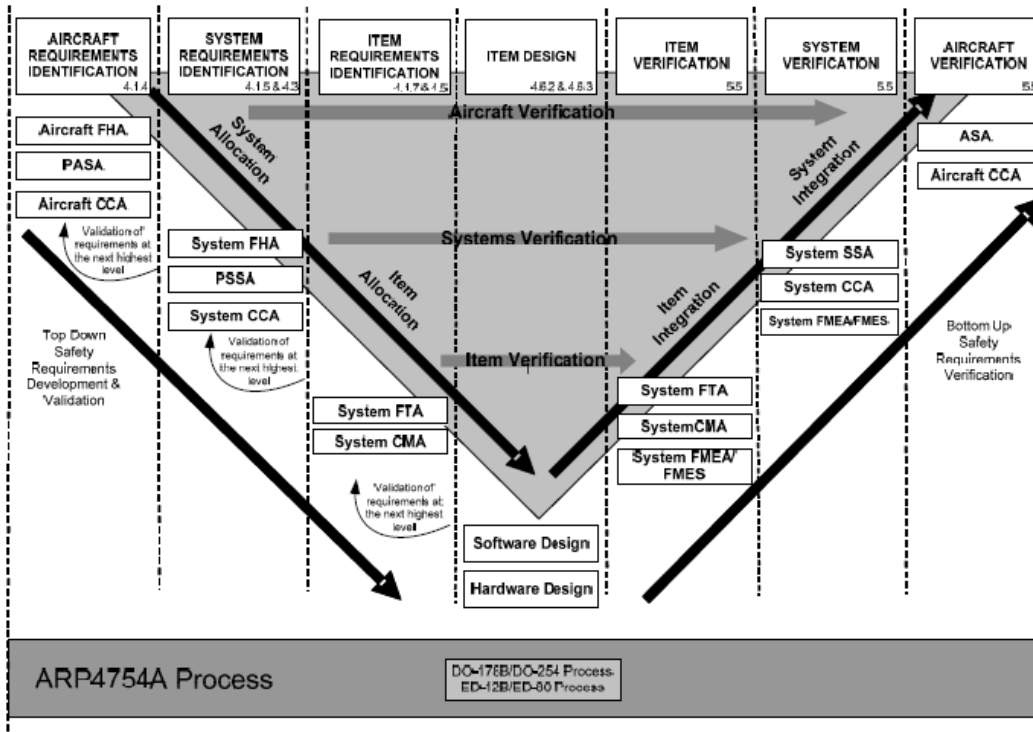 AIRCRAFT
REQUIREMENTS
IDENTIFICATION
4.1.4
SYSTEM
REQUIREMENTS
IDENTIFICATION
4.1.5 & 4.3
ITEM
REQUIREMENTS
IDENTIFICATION
4.1.7 & 4.5
ITEM DESIGN
4.6.2 & 4.6.3
ITEM
VERIFICATION
5.5
SYSTEM
VERIFICATION
5.5
AIRCRAFT
VERIFICATION
Aircraft FHA
PASA
Aircraft CCA
Validation of
requirements at
the next highest
level
System
Allocation
Aircraft Verification
System
Integration
ASA
Aircraft CCA
System FHA
PSSA
System CCA
Validation of
requirements at
the next highest
level
Systems Verification
Item
Allocation
Item
Integration
System SSA
System CCA
System FMEA/FMES
Top Down
Safety
Requirements
Development &
Validation
Item Verification
Bottom Up
Safety
Requirements
Verification
System FTA
System CMA
Validation of
requirements at
the next highest
level
System FTA
SystemCMA
System FMEA/
FMES
Software Design
Hardware Design
ARP4754A Process
DO-178B/DO-254 Process
ED-12B/ED-80 Process